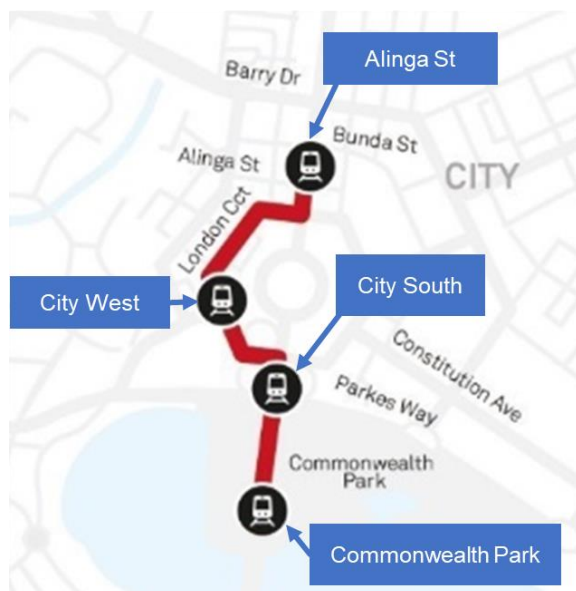 Alinga St
Barry Dr
Bunda St
Alinga St
CITY
London Cct
City West
City South
Constitution Ave
Parkes Way
Commonwealth
Park
Commonwealth Park